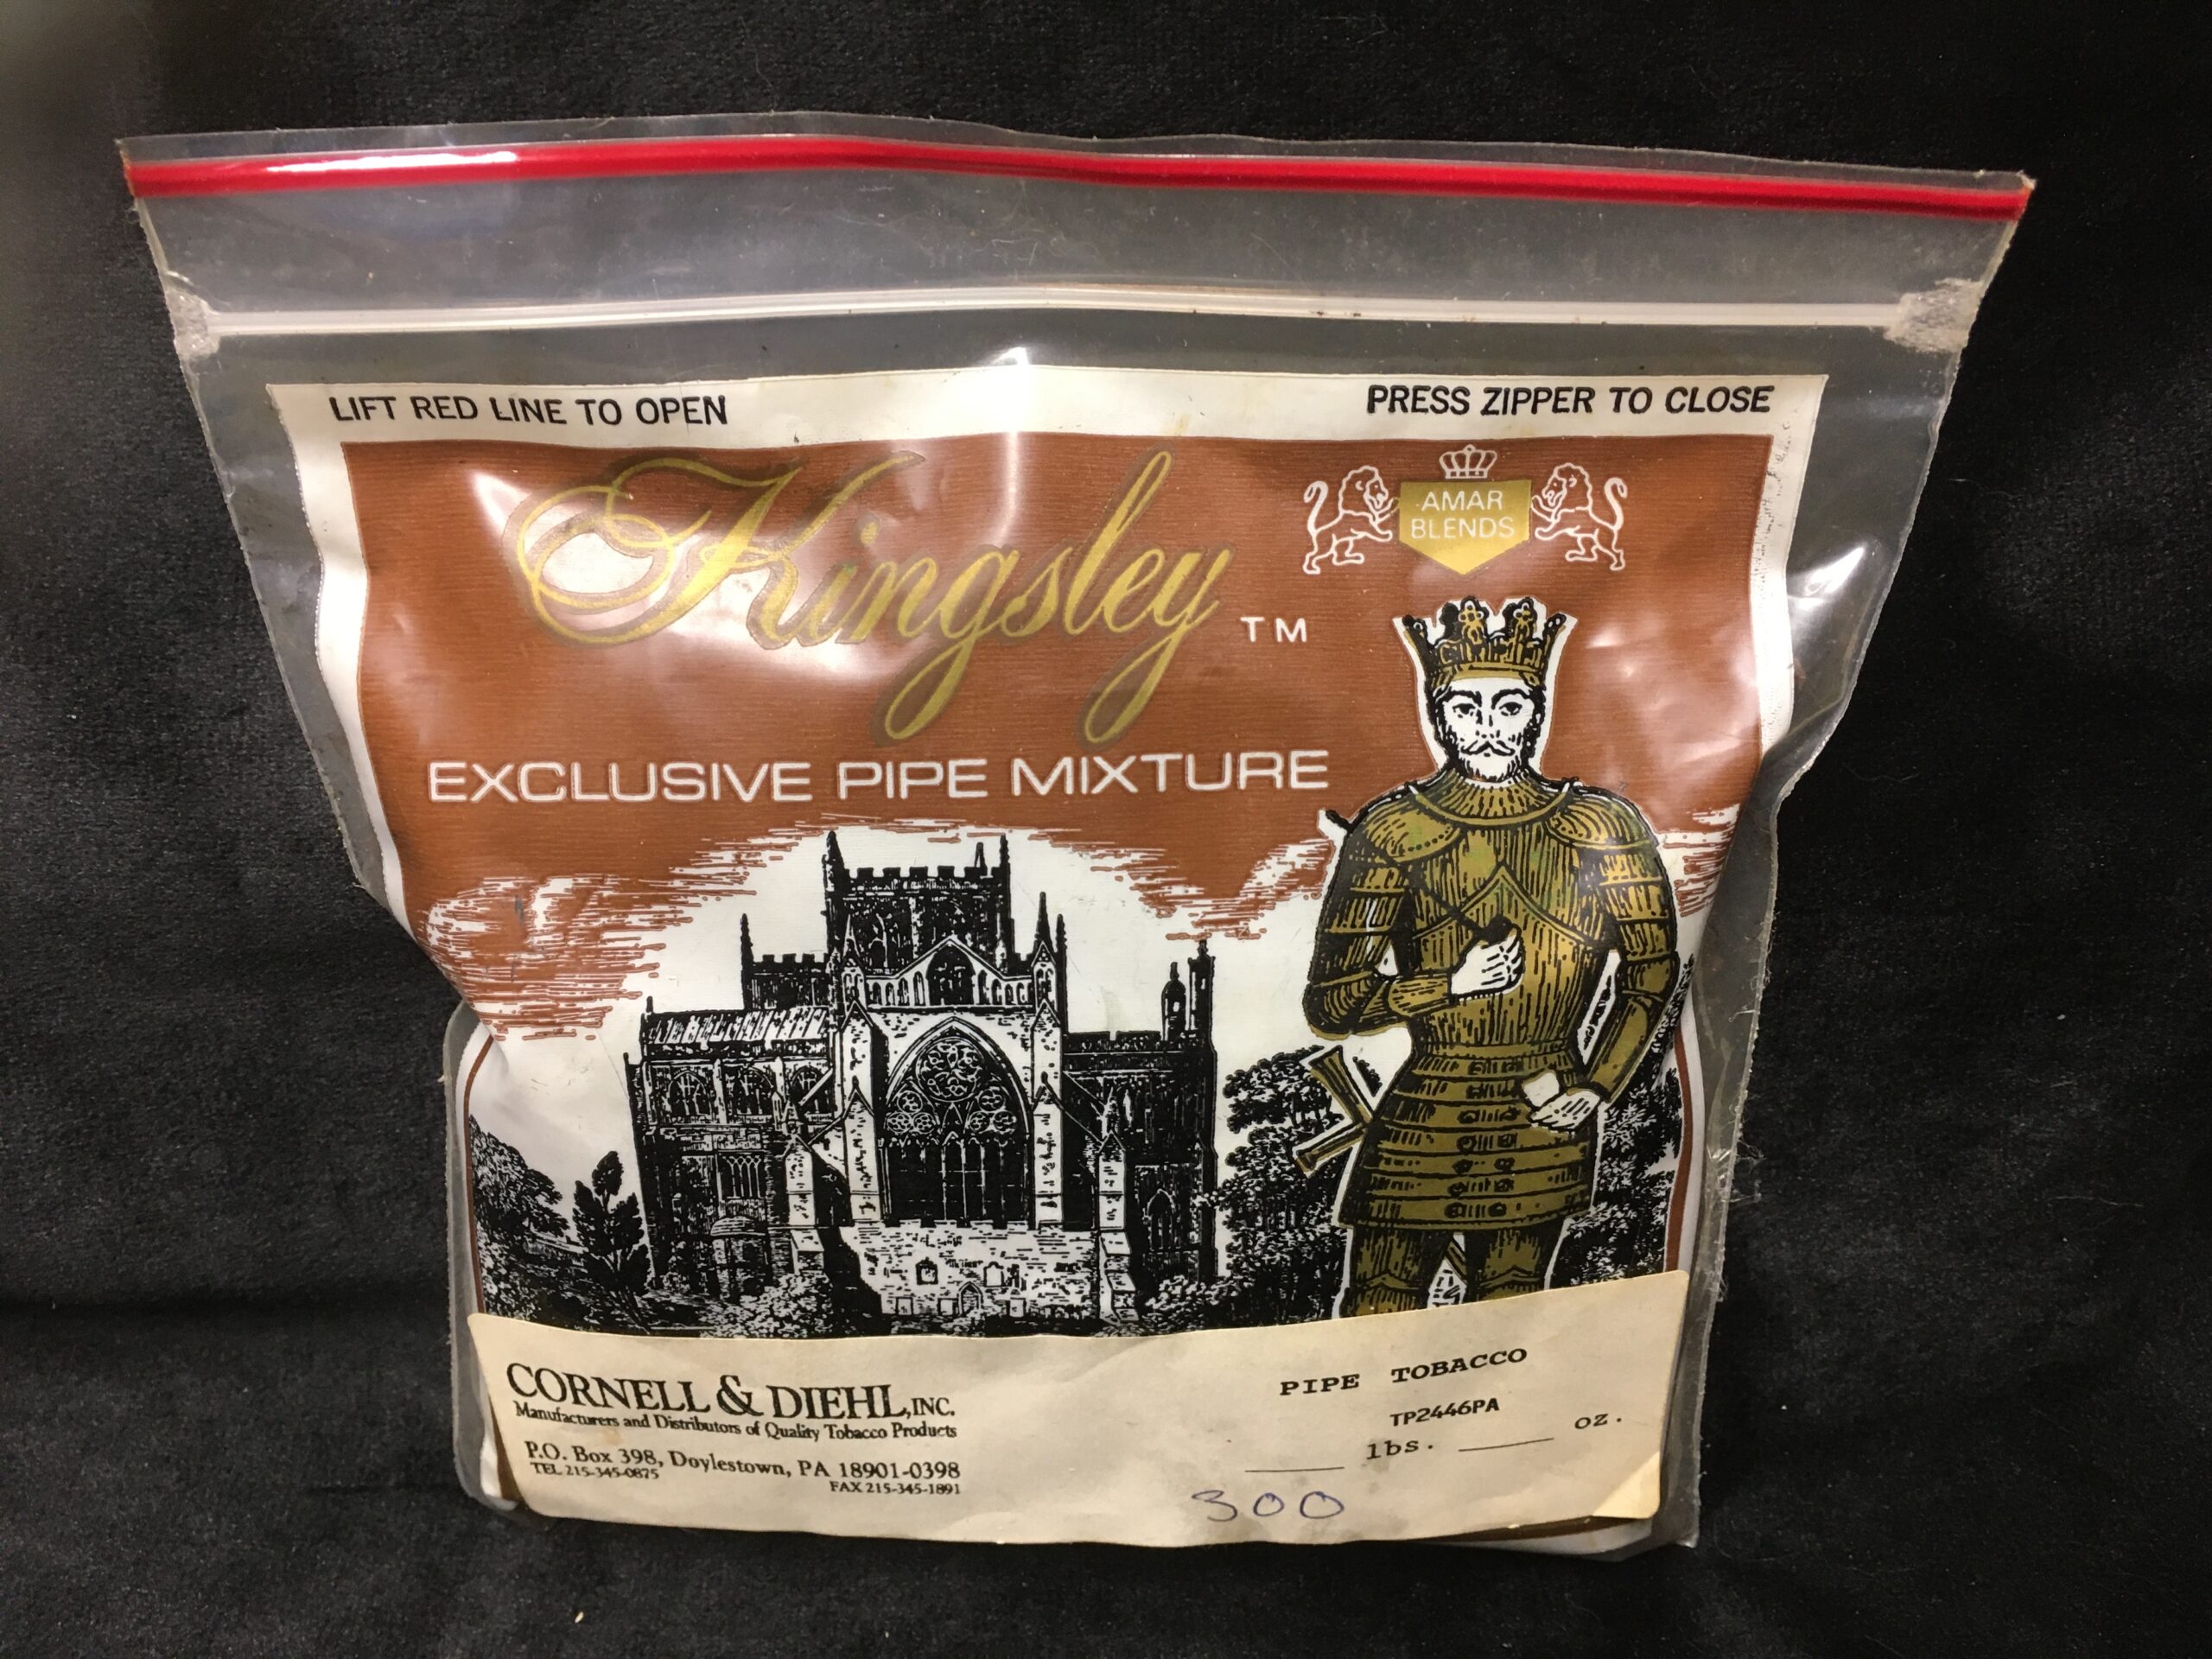 LIFT RED LINE TO OPEN
PRESS ZIPPER TO CLOSE
Kingsley TM
AMAR
BLENDS
EXCLUSIVE PIPE MIXTURE
CORNELL & DIEHL, INC.
Manufacturers and Distributors of Quality Tobacco Products
P.O. Box 398, Doylestown, PA 18901-0398
TEL 215-345-0875
FAX 215-345-1891
PIPE TOBACCO
TP2446PA
____ lbs. ____ oz.
300